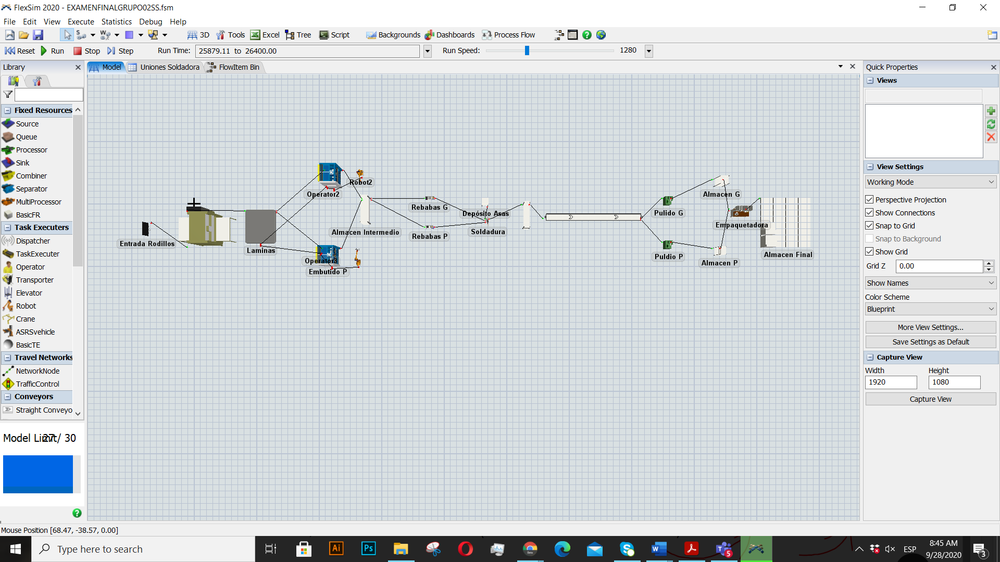 FlexSim 2020 - EXAMENFINALGRUPO02SS.fsm
File Edit View Execute Statistics Debug Help
3D Tools Excel Tree Script Backgrounds Dashboards Process Flow
Reset Run Stop Step Run Time: 25879.11 to 26400.00 Run Speed: 1280
Library
Model Uniones Soldadora FlowItem Bin
Quick Properties
Fixed Resources
Source
Queue
Processor
Sink
Combiner
Separator
MultiProcessor
BasicFR
Task Executers
Dispatcher
TaskExecuter
Operator
Transporter
Elevator
Robot
Crane
ASRSvehicle
BasicTE
Travel Networks
NetworkNode
TrafficControl
Conveyors
Straight Conveyo
Model Limit 27 / 30
Robot2
Operator2
Almacen G
Rebabas G
Depósito Asas
Pulido G
Empaquetadora
Almacen Intermedio
Soldadura
Rebabas P
Entrada Rodillos
Laminas
Operator3
Embutido P
Puldio P
Almacen P
Almacen Final
Views
View Settings
Working Mode
Perspective Projection
Show Connections
Snap to Grid
Snap to Background
Show Grid
Grid Z 0.00
Show Names
Color Scheme
Blueprint
More View Settings...
Save Settings as Default
Capture View
Width Height
1920 1080
Capture View
Mouse Position [68.47, -38.57, 0.00]
Type here to search
Ai
Ps
5
ESP
8:45 AM
9/28/2020
3